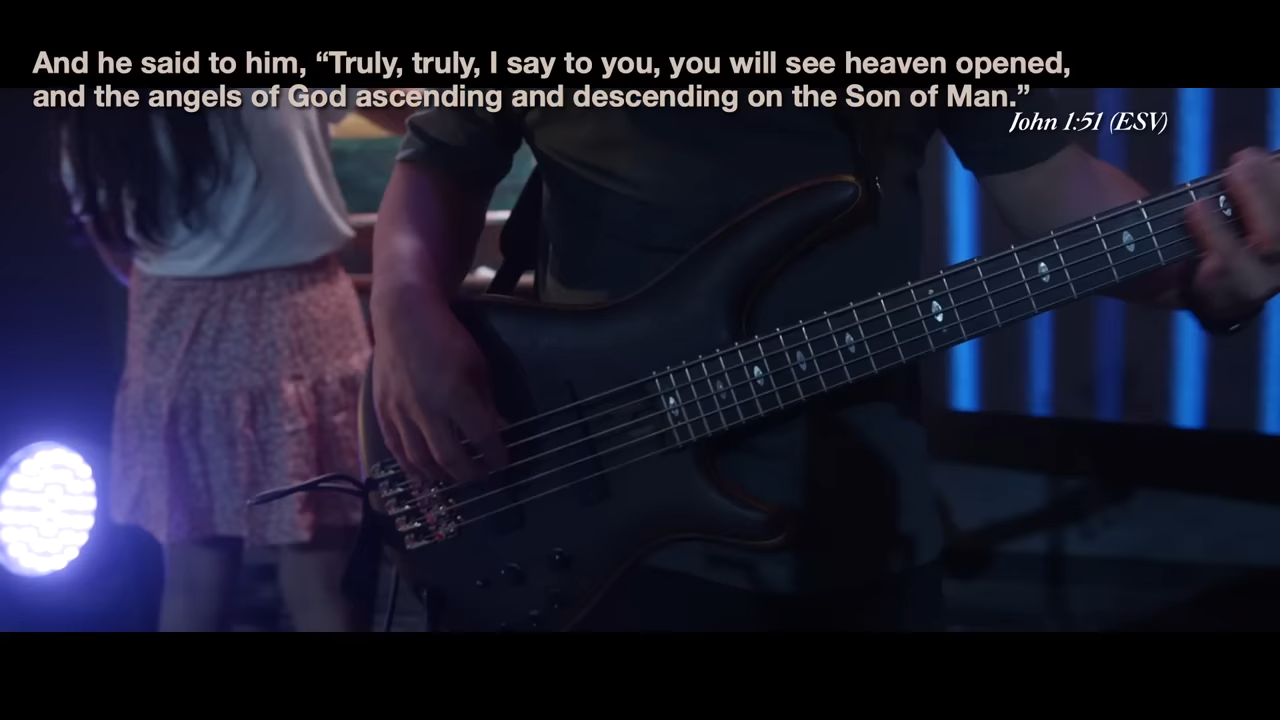 And he said to him, “Truly, truly, I say to you, you will see heaven opened,
and the angels of God ascending and descending on the Son of Man.”
John 1:51 (ESV)